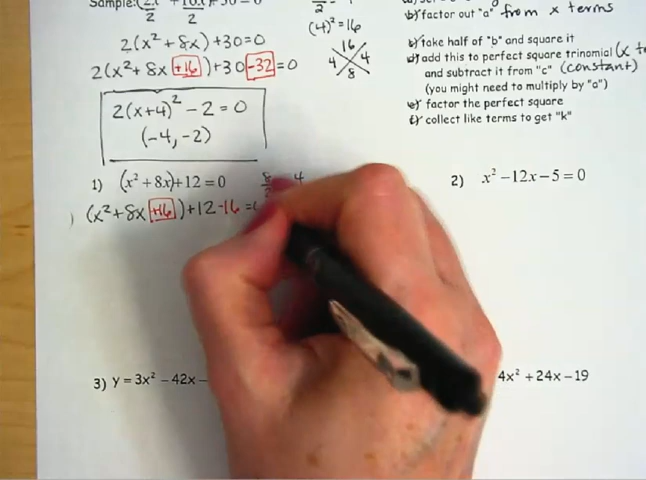 Sample:
2(x² + 8x) + 30 = 0
2(x² + 8x +16) + 30 -32 = 0
2(x+4)² - 2 = 0
(-4, -2)
(4)² = 16
16
4 4
8
b) factor out "a" from x terms
take half of "b" and square it
add this to perfect square trinomial
and subtract it from "c" (constant)
(you might need to multiply by "a")
e) factor the perfect square
f) collect like terms to get "k"
1) (x² + 8x) + 12 = 0
(x² + 8x +16) + 12 - 16 =
2) x² - 12x - 5 = 0
3) y = 3x² - 42x -
4x² + 24x - 19